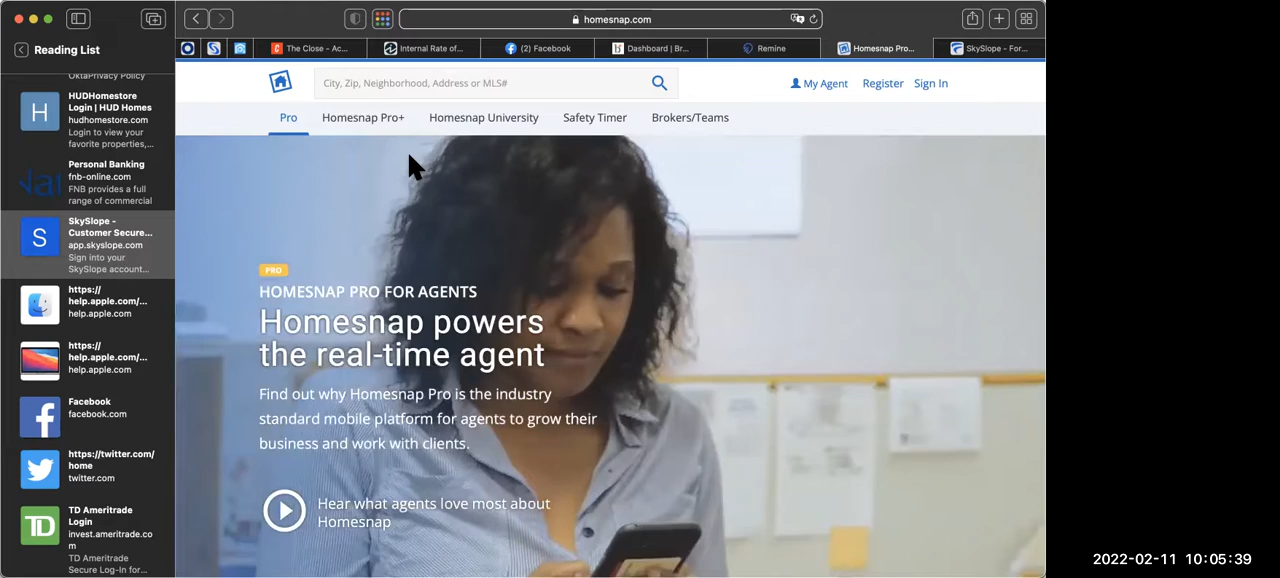 homesnap.com
Reading List
The Close - Ac...
Internal Rate of...
(2) Facebook
Dashboard | Br...
Remine
Homesnap Pro...
SkySlope - For...
OktaPrivacy Policy
HUDHomestore
Login | HUD Homes
hudhomestore.com
Login to view your
favorite properties,...
Personal Banking
fnb-online.com
FNB provides a full
range of commercial
SkySlope -
Customer Secure...
app.skyslope.com
Sign into your
SkySlope account...
https://
help.apple.com/...
help.apple.com
https://
help.apple.com/...
help.apple.com
Facebook
facebook.com
https://twitter.com/
home
twitter.com
TD Ameritrade
Login
invest.ameritrade.co
m
TD Ameritrade
Secure Log-In for...
City, Zip, Neighborhood, Address or MLS#
My Agent
Register
Sign In
Pro
Homesnap Pro+
Homesnap University
Safety Timer
Brokers/Teams
PRO
HOMESNAP PRO FOR AGENTS
Homesnap powers
the real-time agent
Find out why Homesnap Pro is the industry
standard mobile platform for agents to grow their
business and work with clients.
Hear what agents love most about
Homesnap
2022-02-11 10:05:39